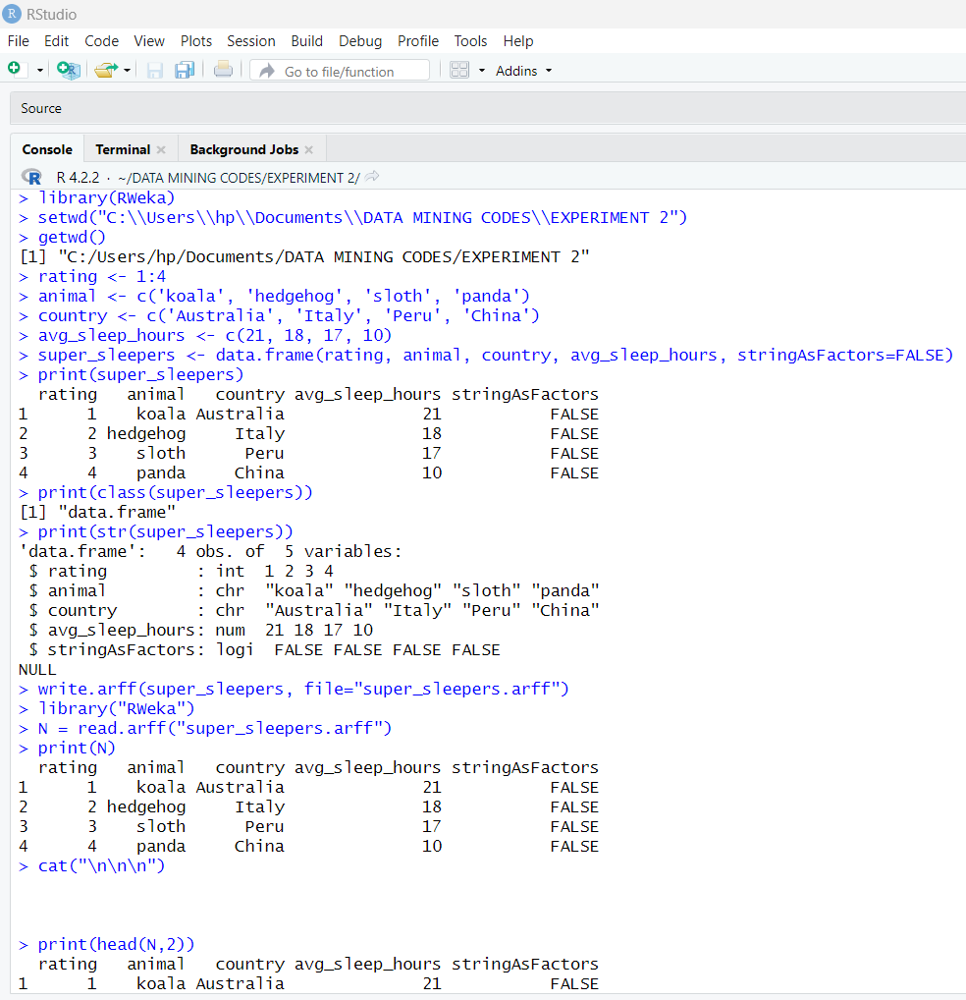 R RStudio
File Edit Code View Plots Session Build Debug Profile Tools Help
Go to file/function Addins
Source
Console Terminal Background Jobs
R R 4.2.2 · ~/DATA MINING CODES/EXPERIMENT 2/
> library(RWeka)
> setwd("C:\\Users\\hp\\Documents\\DATA MINING CODES\\EXPERIMENT 2")
> getwd()
[1] "C:/Users/hp/Documents/DATA MINING CODES/EXPERIMENT 2"
> rating <- 1:4
> animal <- c('koala', 'hedgehog', 'sloth', 'panda')
> country <- c('Australia', 'Italy', 'Peru', 'China')
> avg_sleep_hours <- c(21, 18, 17, 10)
> super_sleepers <- data.frame(rating, animal, country, avg_sleep_hours, stringAsFactors=FALSE)
> print(super_sleepers)
  rating   animal   country avg_sleep_hours stringAsFactors
1      1    koala Australia              21           FALSE
2      2 hedgehog     Italy              18           FALSE
3      3    sloth      Peru              17           FALSE
4      4    panda     China              10           FALSE
> print(class(super_sleepers))
[1] "data.frame"
> print(str(super_sleepers))
'data.frame':   4 obs. of  5 variables:
 $ rating         : int  1 2 3 4
 $ animal         : chr  "koala" "hedgehog" "sloth" "panda"
 $ country        : chr  "Australia" "Italy" "Peru" "China"
 $ avg_sleep_hours: num  21 18 17 10
 $ stringAsFactors: logi  FALSE FALSE FALSE FALSE
NULL
> write.arff(super_sleepers, file="super_sleepers.arff")
> library("RWeka")
> N = read.arff("super_sleepers.arff")
> print(N)
  rating   animal   country avg_sleep_hours stringAsFactors
1      1    koala Australia              21           FALSE
2      2 hedgehog     Italy              18           FALSE
3      3    sloth      Peru              17           FALSE
4      4    panda     China              10           FALSE
> cat("\n\n\n")
> print(head(N,2))
  rating   animal   country avg_sleep_hours stringAsFactors
1      1    koala Australia              21           FALSE